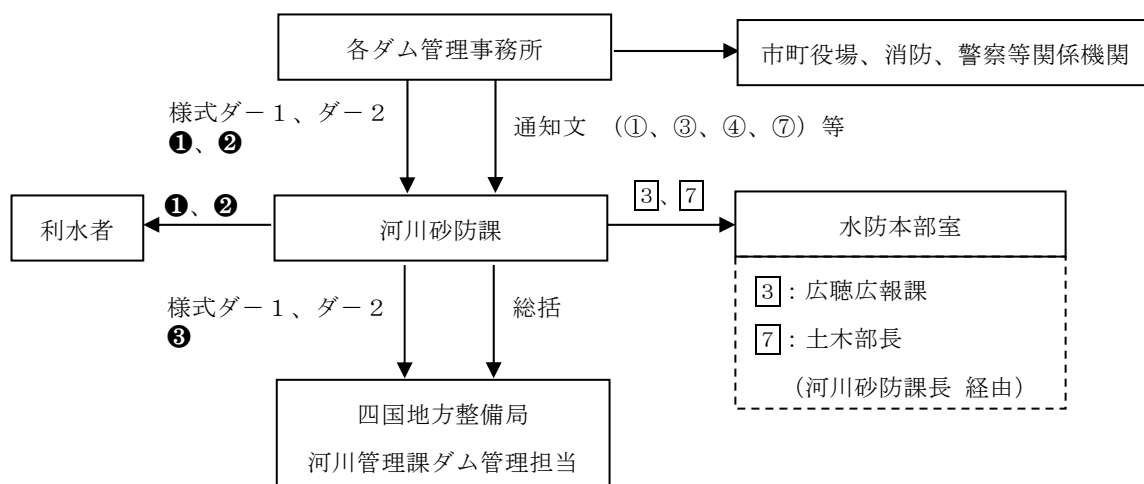 各ダム管理事務所
市町役場、消防、警察等関係機関
様式ダ－１、ダ－２
❶、❷
通知文　（①、③、④、⑦）等
❶、❷
3、7
利水者
河川砂防課
水防本部室
様式ダ－１、ダ－２
❸
総括
3：広聴広報課
7：土木部長
（河川砂防課長 経由）
四国地方整備局
河川管理課ダム管理担当